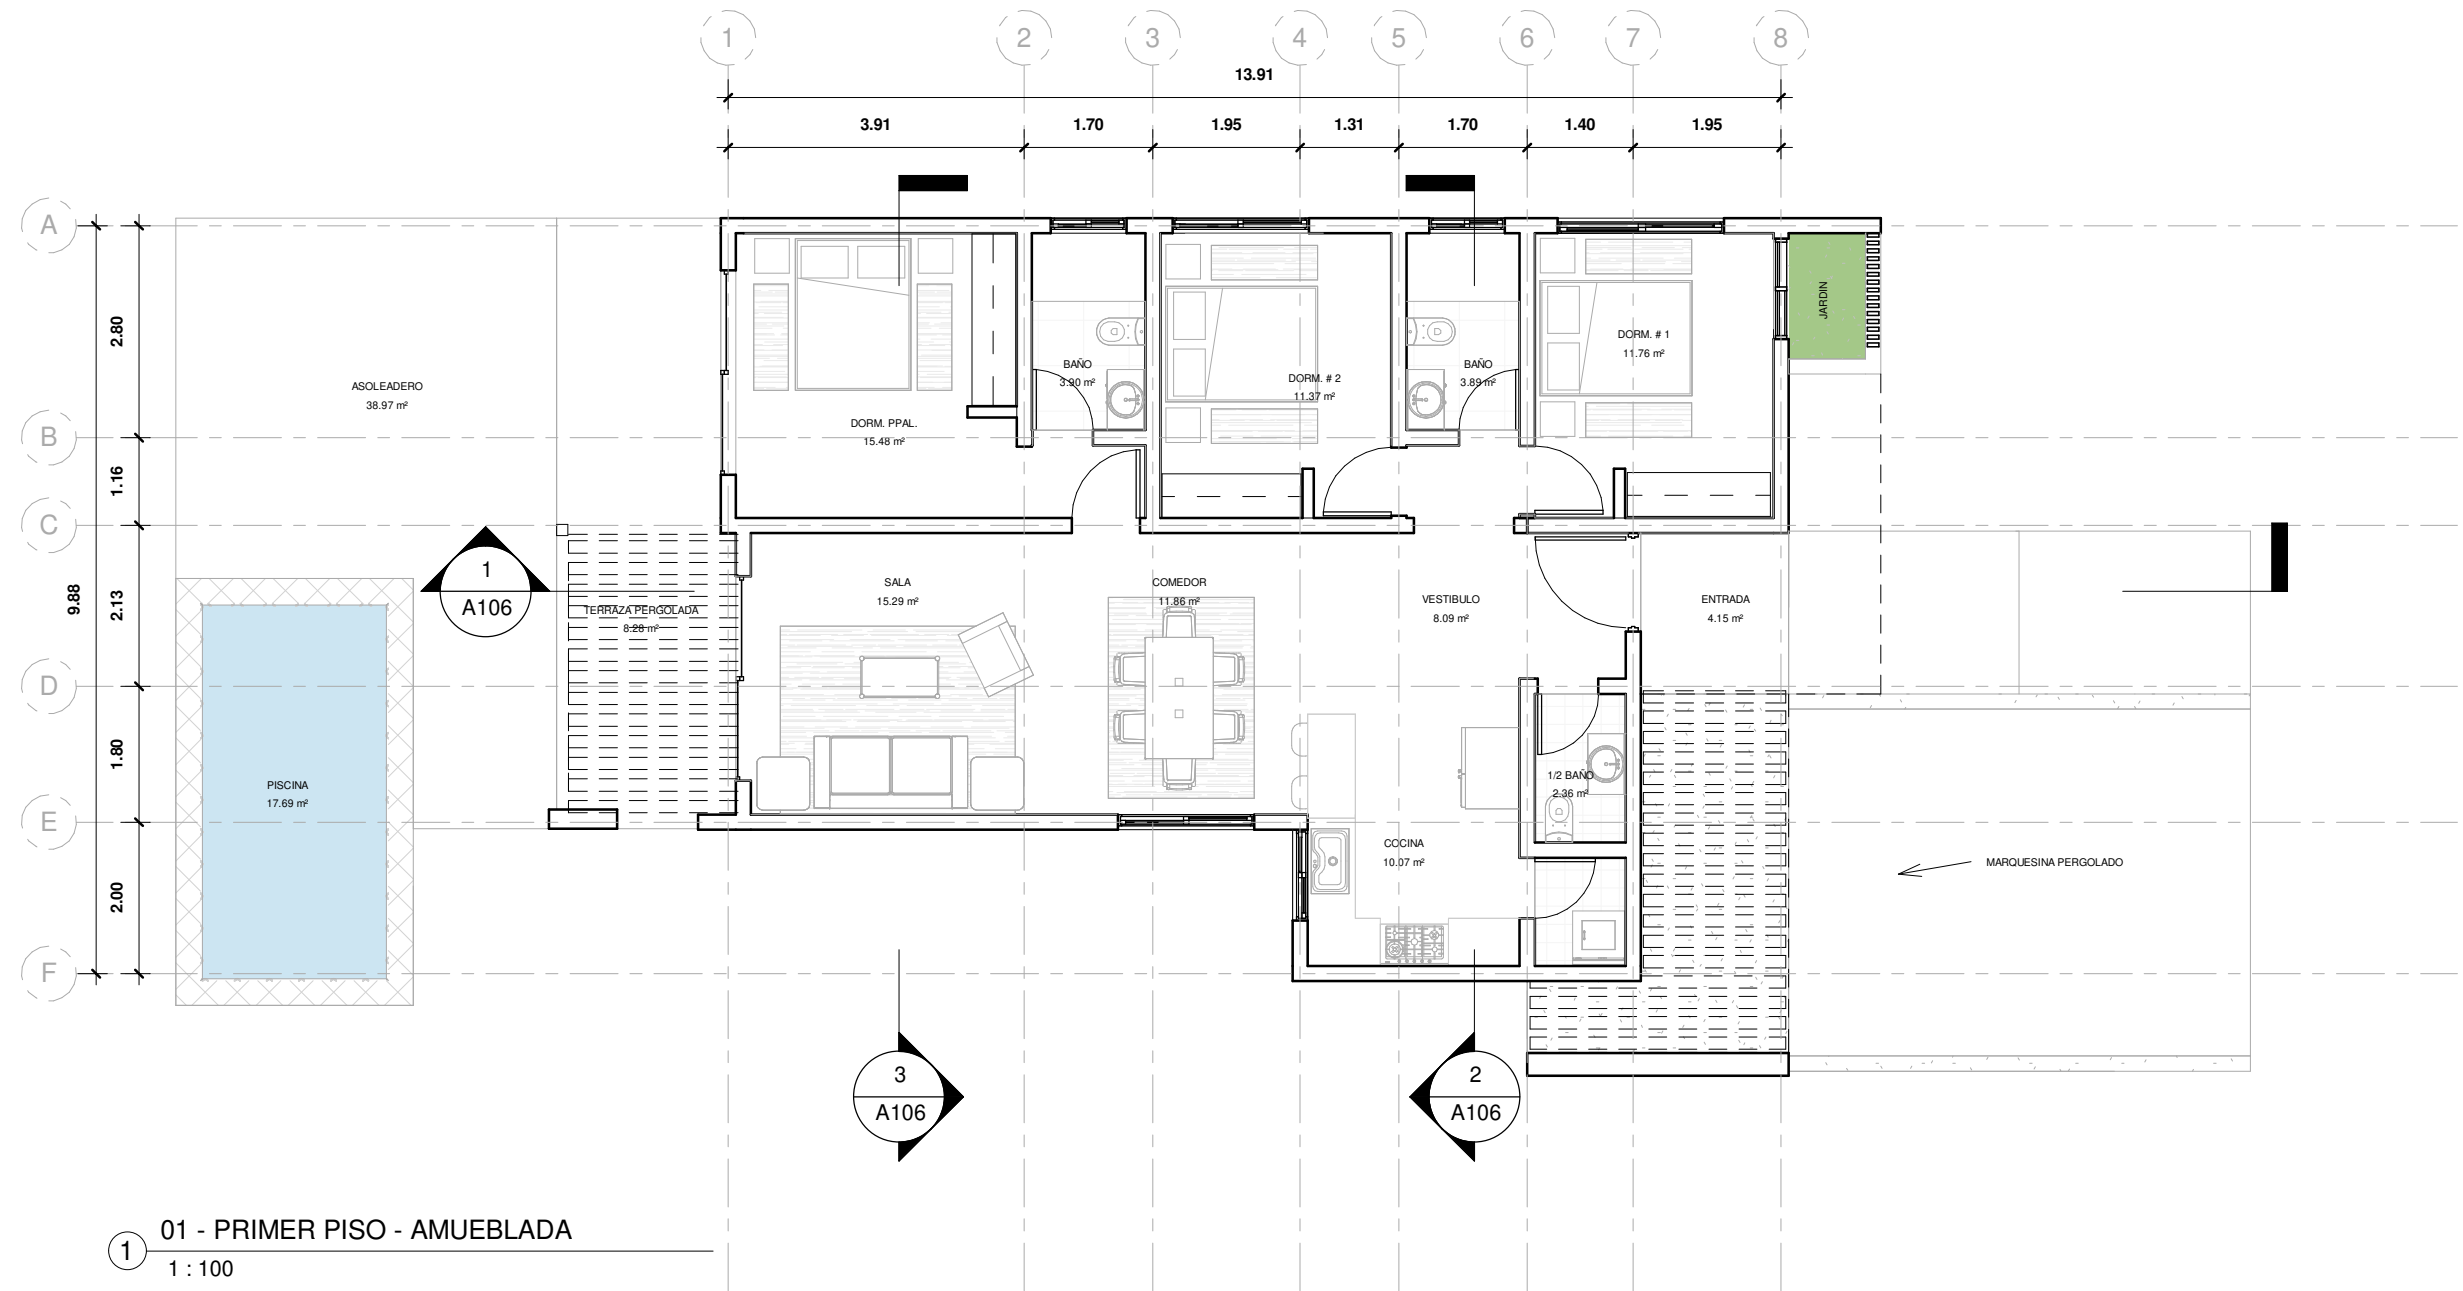 1 2 3 4 5 6 7 8
13.91
3.91 1.70 1.95 1.31 1.70 1.40 1.95
A
B
C
D
E
F
9.88
2.80
1.16
2.13
1.80
2.00
ASOLEADERO
38.97 m²
DORM. PPAL.
15.48 m²
BAÑO
3.90 m²
DORM. # 2
11.37 m²
BAÑO
3.89 m²
DORM. # 1
11.76 m²
JARDIN
1
A106
TERRAZA PERGOLADA
8.28 m²
SALA
15.29 m²
COMEDOR
11.86 m²
VESTIBULO
8.09 m²
ENTRADA
4.15 m²
PISCINA
17.69 m²
1/2 BAÑO
2.36 m²
COCINA
10.07 m²
MARQUESINA PERGOLADO
3
A106
2
A106
1
01 - PRIMER PISO - AMUEBLADA
1 : 100